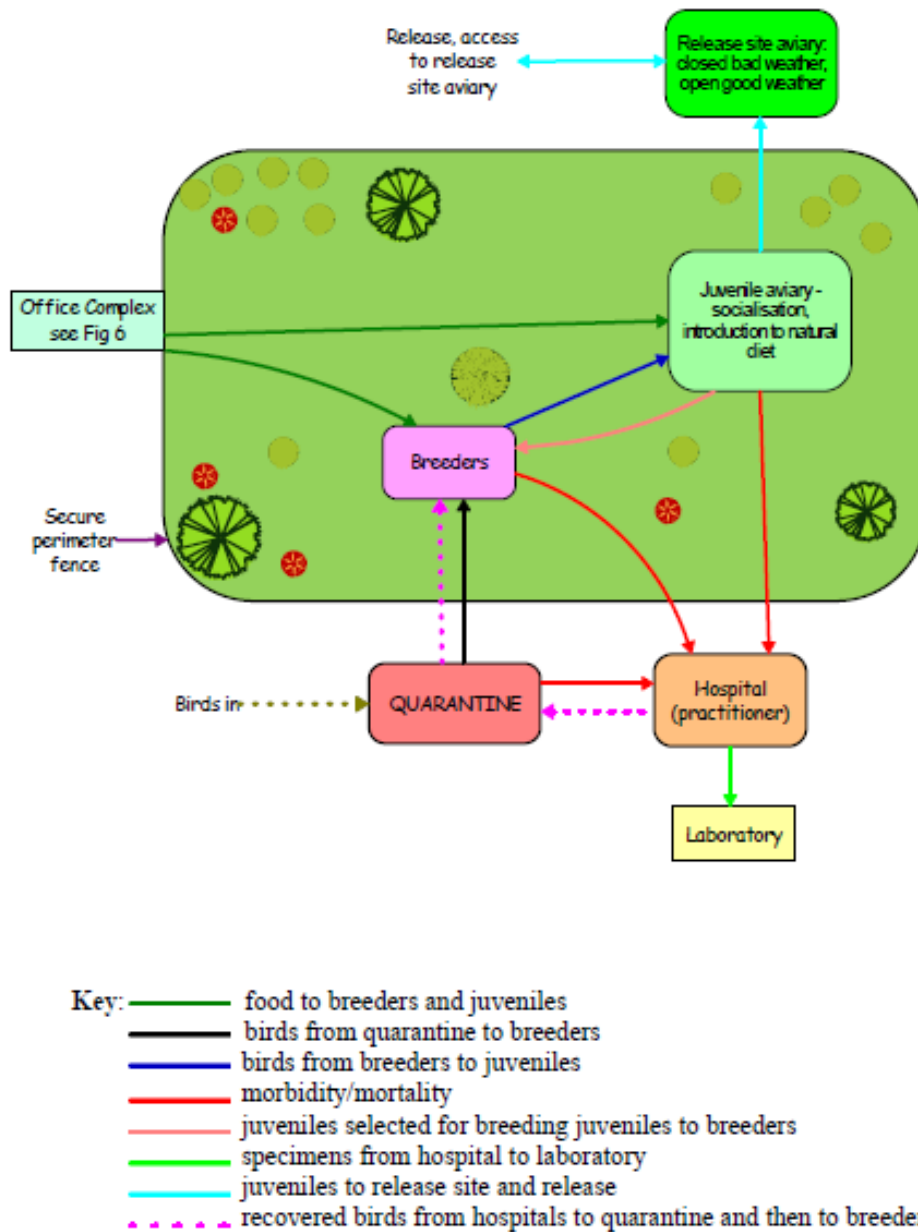 Release, access
to release
site aviary
Release site aviary:
closed bad weather,
open good weather
Office Complex
see Fig 6
Juvenile aviary -
socialisation,
introduction to natural
diet
Breeders
Secure
perimeter
fence
Birds in
QUARANTINE
Hospital
(practitioner)
Laboratory
Key:
food to breeders and juveniles
birds from quarantine to breeders
birds from breeders to juveniles
morbidity/mortality
juveniles selected for breeding juveniles to breeders
specimens from hospital to laboratory
juveniles to release site and release
recovered birds from hospitals to quarantine and then to breede